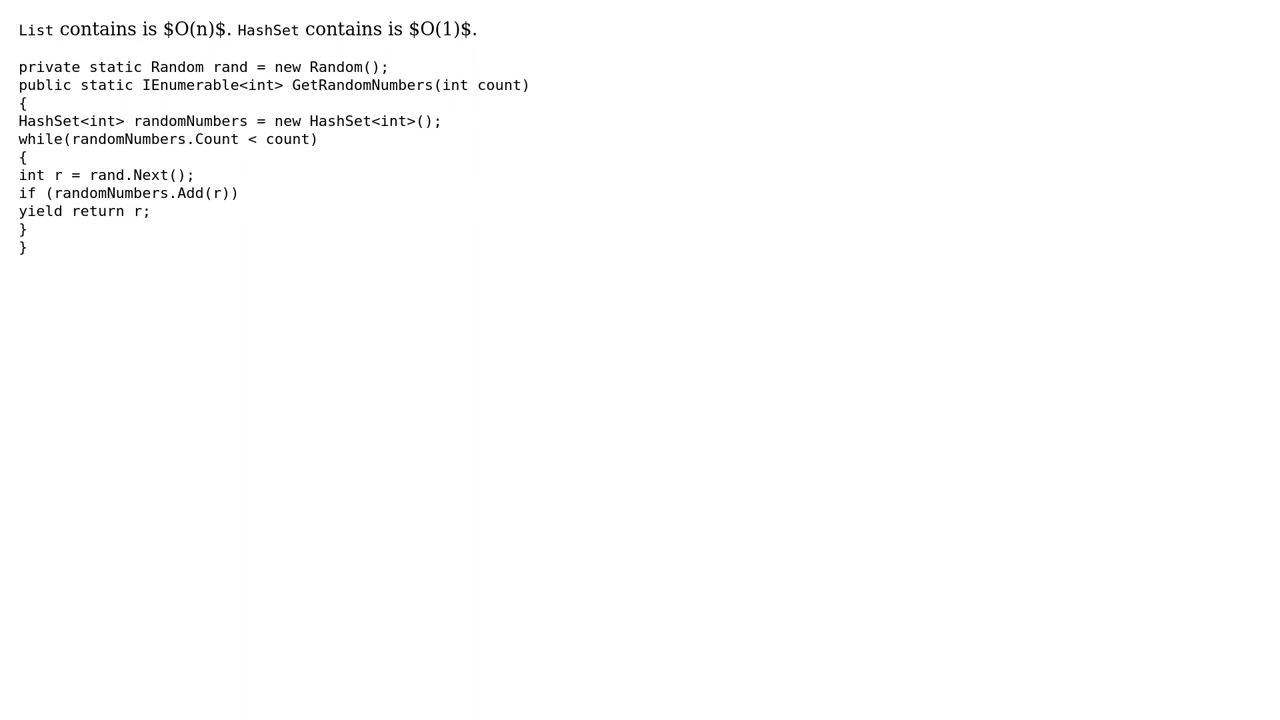 List contains is $O(n)$. HashSet contains is $O(1)$.
private static Random rand = new Random();
public static IEnumerable<int> GetRandomNumbers(int count)
{
HashSet<int> randomNumbers = new HashSet<int>();
while(randomNumbers.Count < count)
{
int r = rand.Next();
if (randomNumbers.Add(r))
yield return r;
}
}